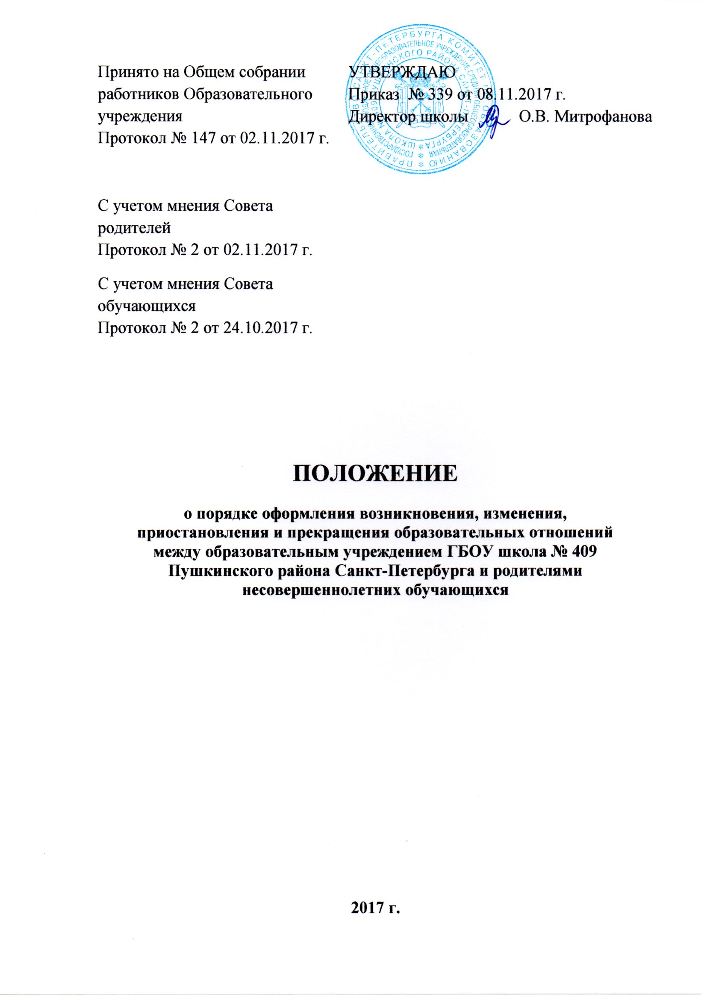 Принято на Общем собрании
работников Образовательного
учреждения
Протокол № 147 от 02.11.2017 г.
УТВЕРЖДАЮ
Приказ № 339 от 08.11.2017 г.
Директор школы О.В. Митрофанова
С учетом мнения Совета
родителей
Протокол № 2 от 02.11.2017 г.
С учетом мнения Совета
обучающихся
Протокол № 2 от 24.10.2017 г.
ПОЛОЖЕНИЕ
о порядке оформления возникновения, изменения,
приостановления и прекращения образовательных отношений
между образовательным учреждением ГБОУ школа № 409
Пушкинского района Санкт-Петербурга и родителями
несовершеннолетних обучающихся
2017 г.